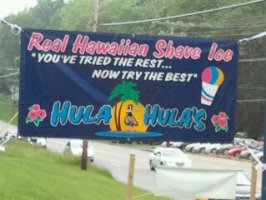 Real Hawaiian Shave Ice
"YOU'VE TRIED THE REST...
NOW TRY THE BEST"
HULA HULA'S